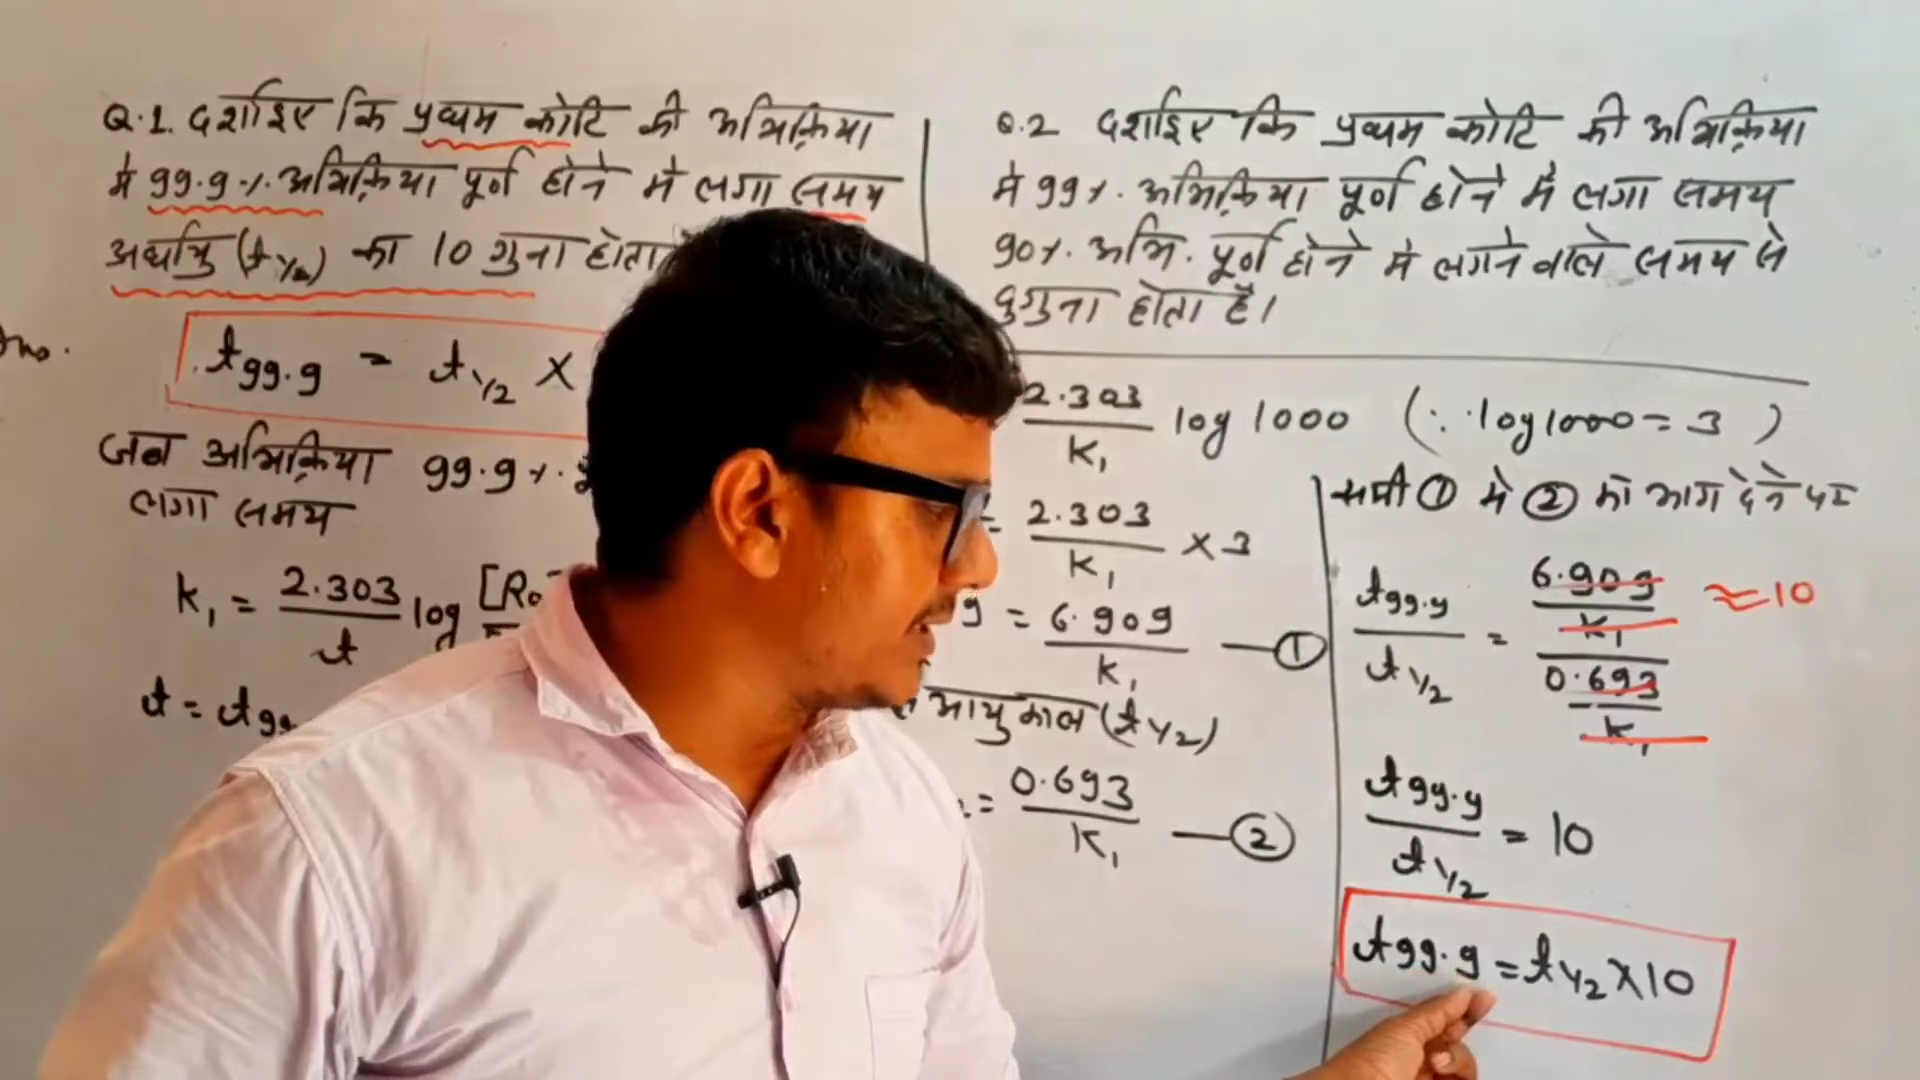 Q.1. दर्शाइए कि प्रथम कोटि की अभिक्रिया
में 99.9%. अभिक्रिया पूर्ण होने में लगा समय
अर्धायु (t1/2) का 10 गुना होता
Ans.
t99.9 = t1/2 ×
जब अभिक्रिया 99.9%.
लगा समय
K1 = 2.303/t log [R0
t = t99.
Q.2 दर्शाइए कि प्रथम कोटि की अभिक्रिया
में 99%. अभिक्रिया पूर्ण होने में लगा समय
90%. अभि. पूर्ण होने में लगने वाले समय से
दुगुना होता है।
2.303/K1 log 1000 (∵ log1000 = 3)
= 2.303/K1 × 3
9 = 6.909/K1 —①
आयुकाल (t1/2)
= 0.693/K1 —②
समी ① में ② का भाग देने पर
t99.9/t1/2 = 6.909/K1 / 0.693/K1 ≈10
t99.9/t1/2 = 10
t99.9 = t1/2 × 10